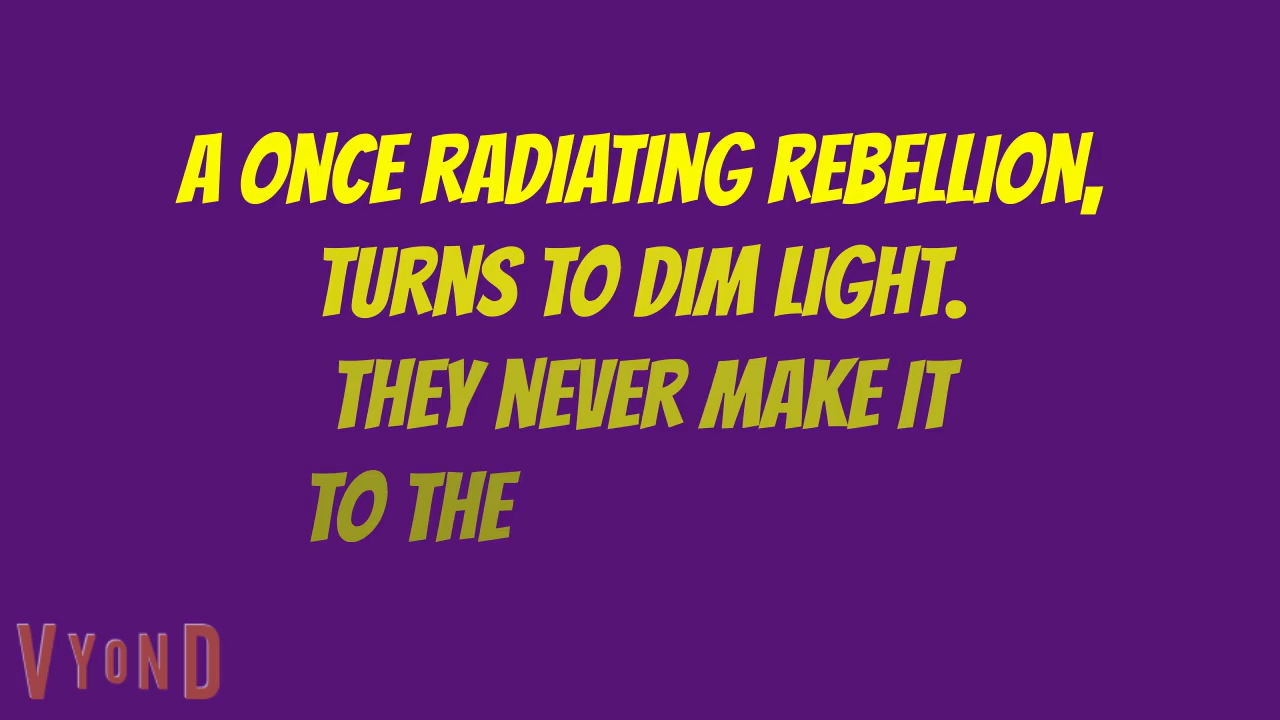 A ONCE RADIATING REBELLION,
TURNS TO DIM LIGHT.
THEY NEVER MAKE IT
TO THE
VYOND